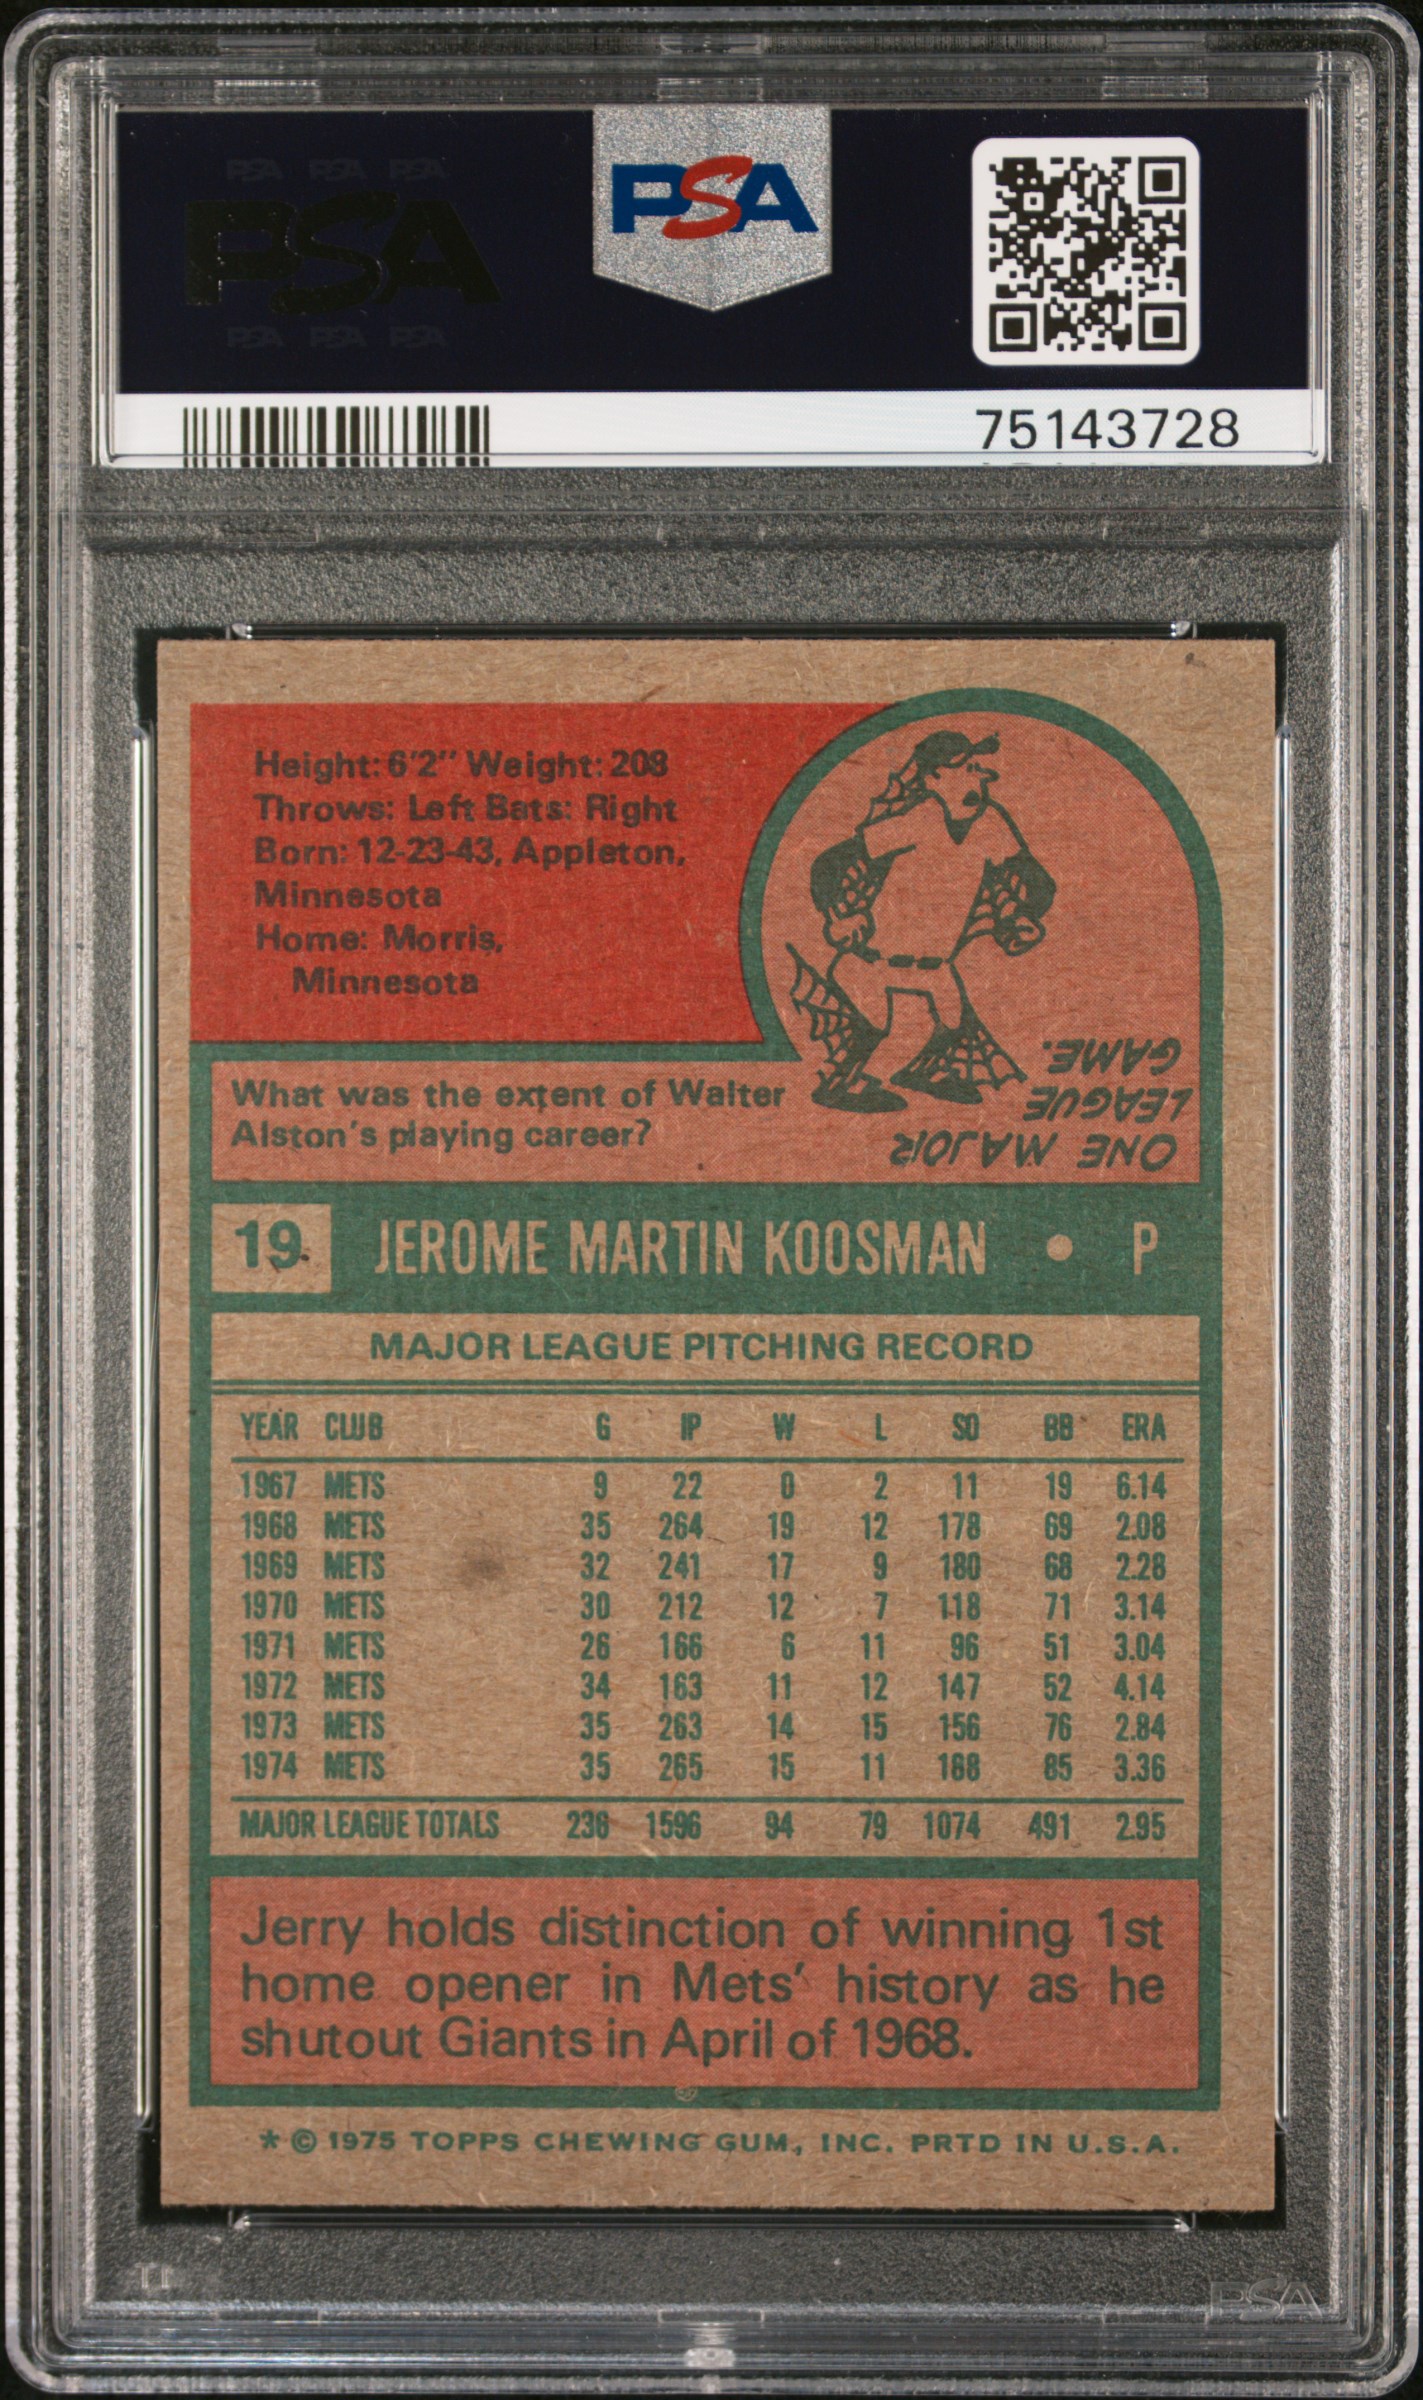 PSA PSA PSA
PSA
PSA PSA PSA
PSA
75143728
Height: 6'2" Weight: 208
Throws: Left Bats: Right
Born: 12-23-43, Appleton,
Minnesota
Home: Morris,
Minnesota
What was the extent of Walter
Alston's playing career?
ONE MAJOR
LEAGUE
GAME.
19 JEROME MARTIN KOOSMAN • P
MAJOR LEAGUE PITCHING RECORD
YEAR CLUB G IP W L SO BB ERA
1967 METS 9 22 0 2 11 19 6.14
1968 METS 35 264 19 12 178 69 2.08
1969 METS 32 241 17 9 180 68 2.28
1970 METS 30 212 12 7 118 71 3.14
1971 METS 26 166 6 11 96 51 3.04
1972 METS 34 163 11 12 147 52 4.14
1973 METS 35 263 14 15 156 76 2.84
1974 METS 35 265 15 11 188 85 3.36
MAJOR LEAGUE TOTALS 236 1596 94 79 1074 491 2.95
Jerry holds distinction of winning 1st
home opener in Mets' history as he
shutout Giants in April of 1968.
* © 1975 TOPPS CHEWING GUM, INC. PRTD IN U.S.A.
PSA